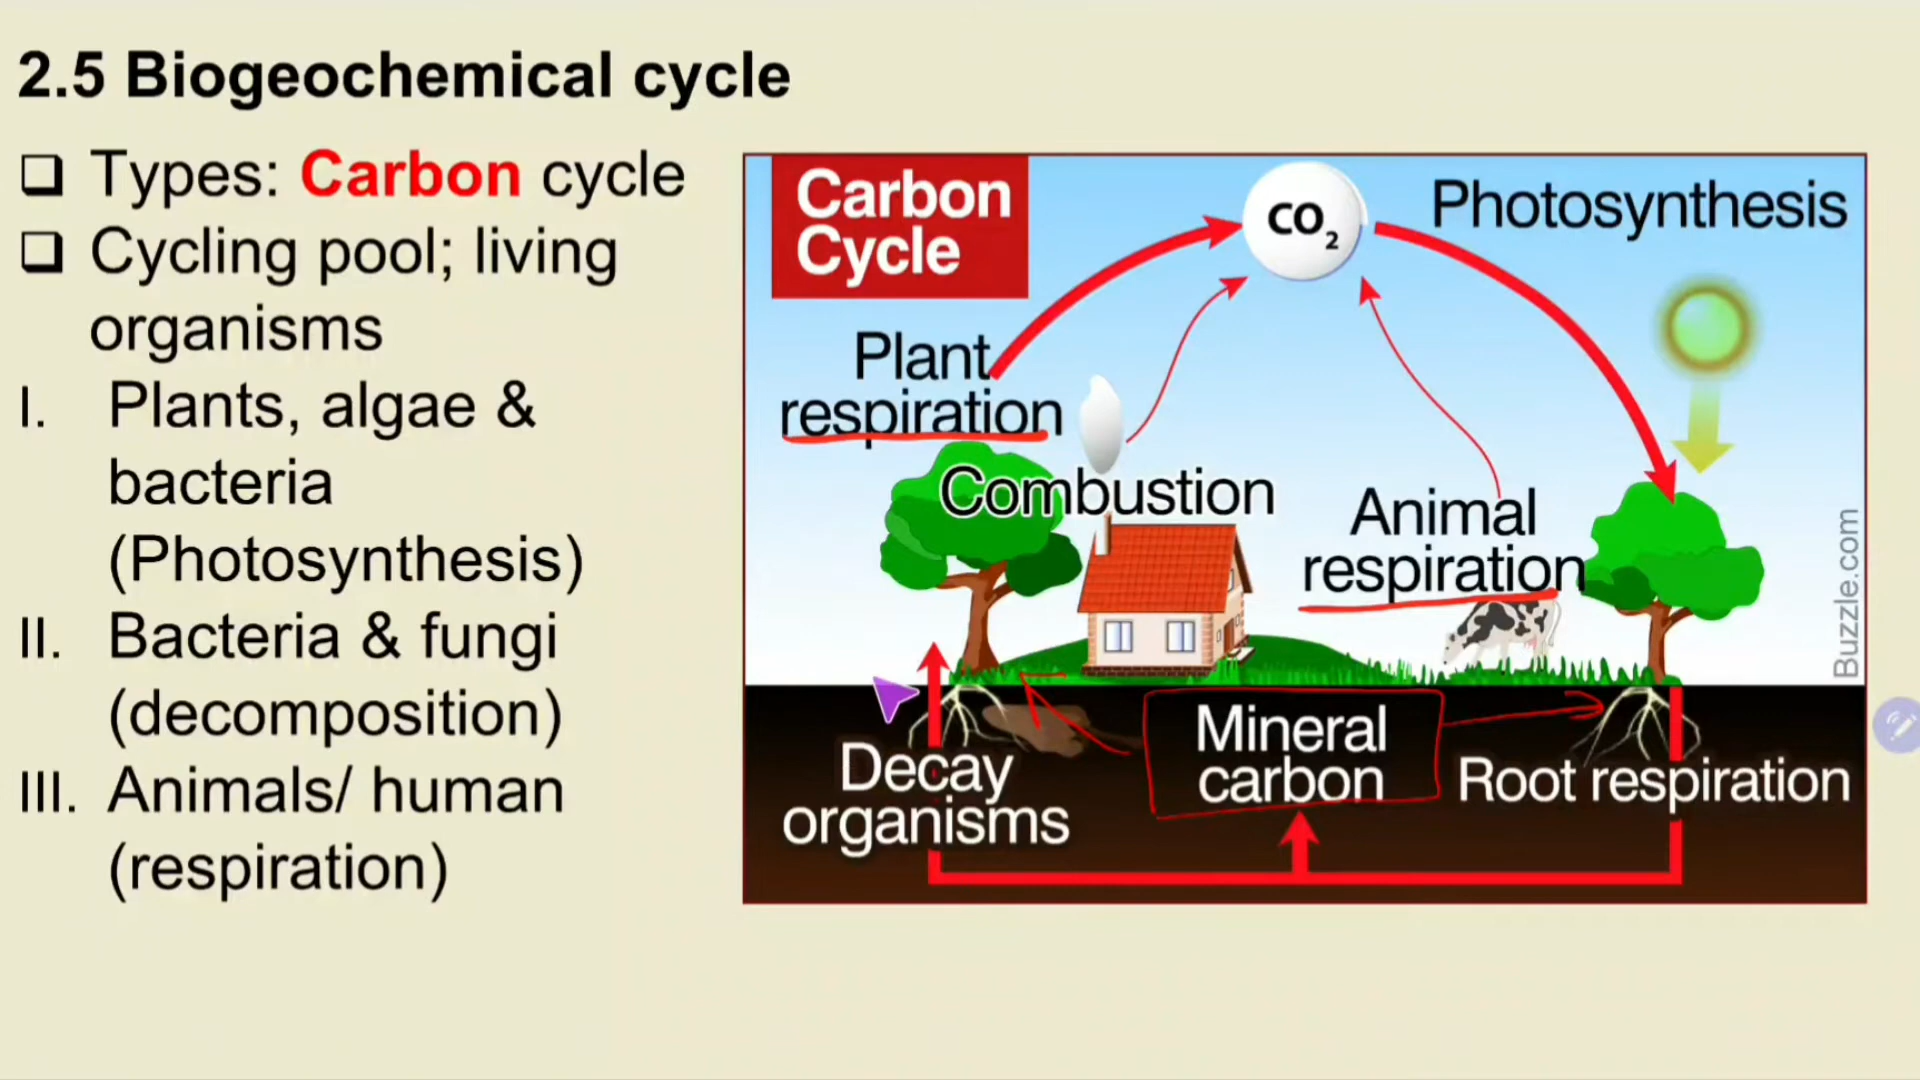 2.5 Biogeochemical cycle
❑ Types: Carbon cycle
❑ Cycling pool; living
organisms
I. Plants, algae &
bacteria
(Photosynthesis)
II. Bacteria & fungi
(decomposition)
III. Animals/ human
(respiration)
Carbon
Cycle
CO₂
Photosynthesis
Plant
respiration
Combustion
Animal
respiration
Buzzle.com
Decay
organisms
Mineral
carbon
Root respiration